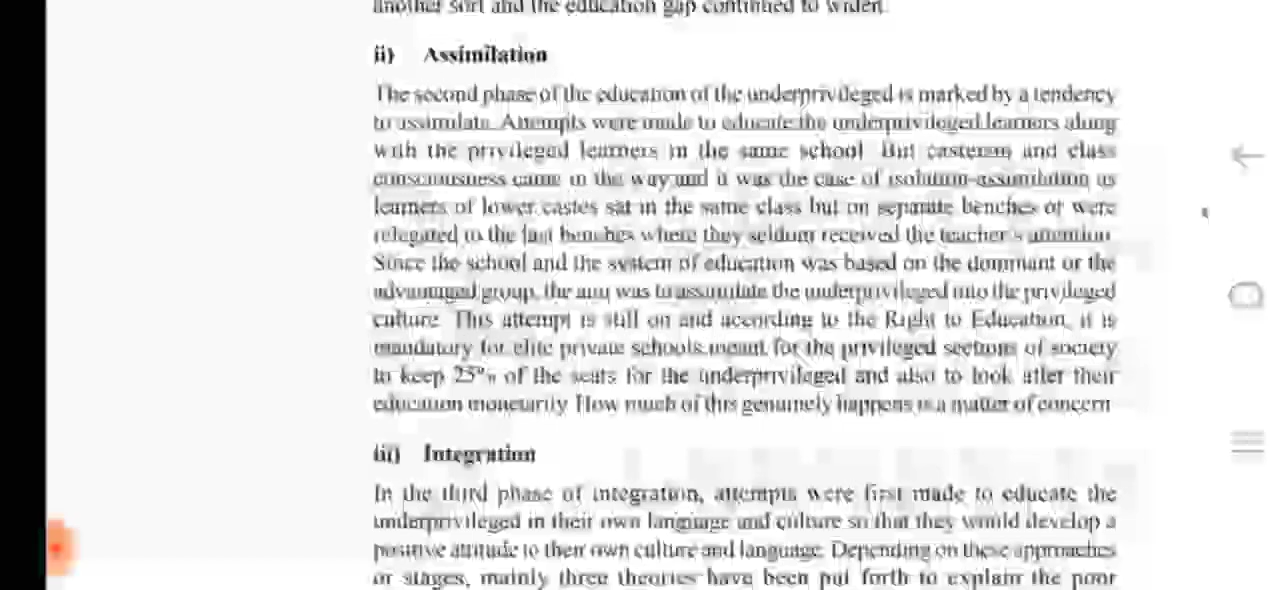 another sort and the education gap continued to widen.
ii) Assimilation
The second phase of the education of the underprivileged is marked by a tendency
to assimilate. Attempts were made to educate the underprivileged learners along
with the privileged learners in the same school. But casteism and class
consciousness came in the way and it was the case of isolation-assimilation as
learners of lower castes sat in the same class but on separate benches or were
relegated to the last benches where they seldom received the teacher's attention.
Since the school and the system of education was based on the dominant or the
advantaged group, the aim was to assimilate the underprivileged into the privileged
culture. This attempt is still on and according to the Right to Education, it is
mandatory for elite private schools meant for the privileged sections of society
to keep 25% of the seats for the underprivileged and also to look after their
education monetarily. How much of this genuinely happens is a matter of concern.
iii) Integration
In the third phase of integration, attempts were first made to educate the
underprivileged in their own language and culture so that they would develop a
positive attitude to their own culture and language. Depending on these approaches
or stages, mainly three theories have been put forth to explain the poor